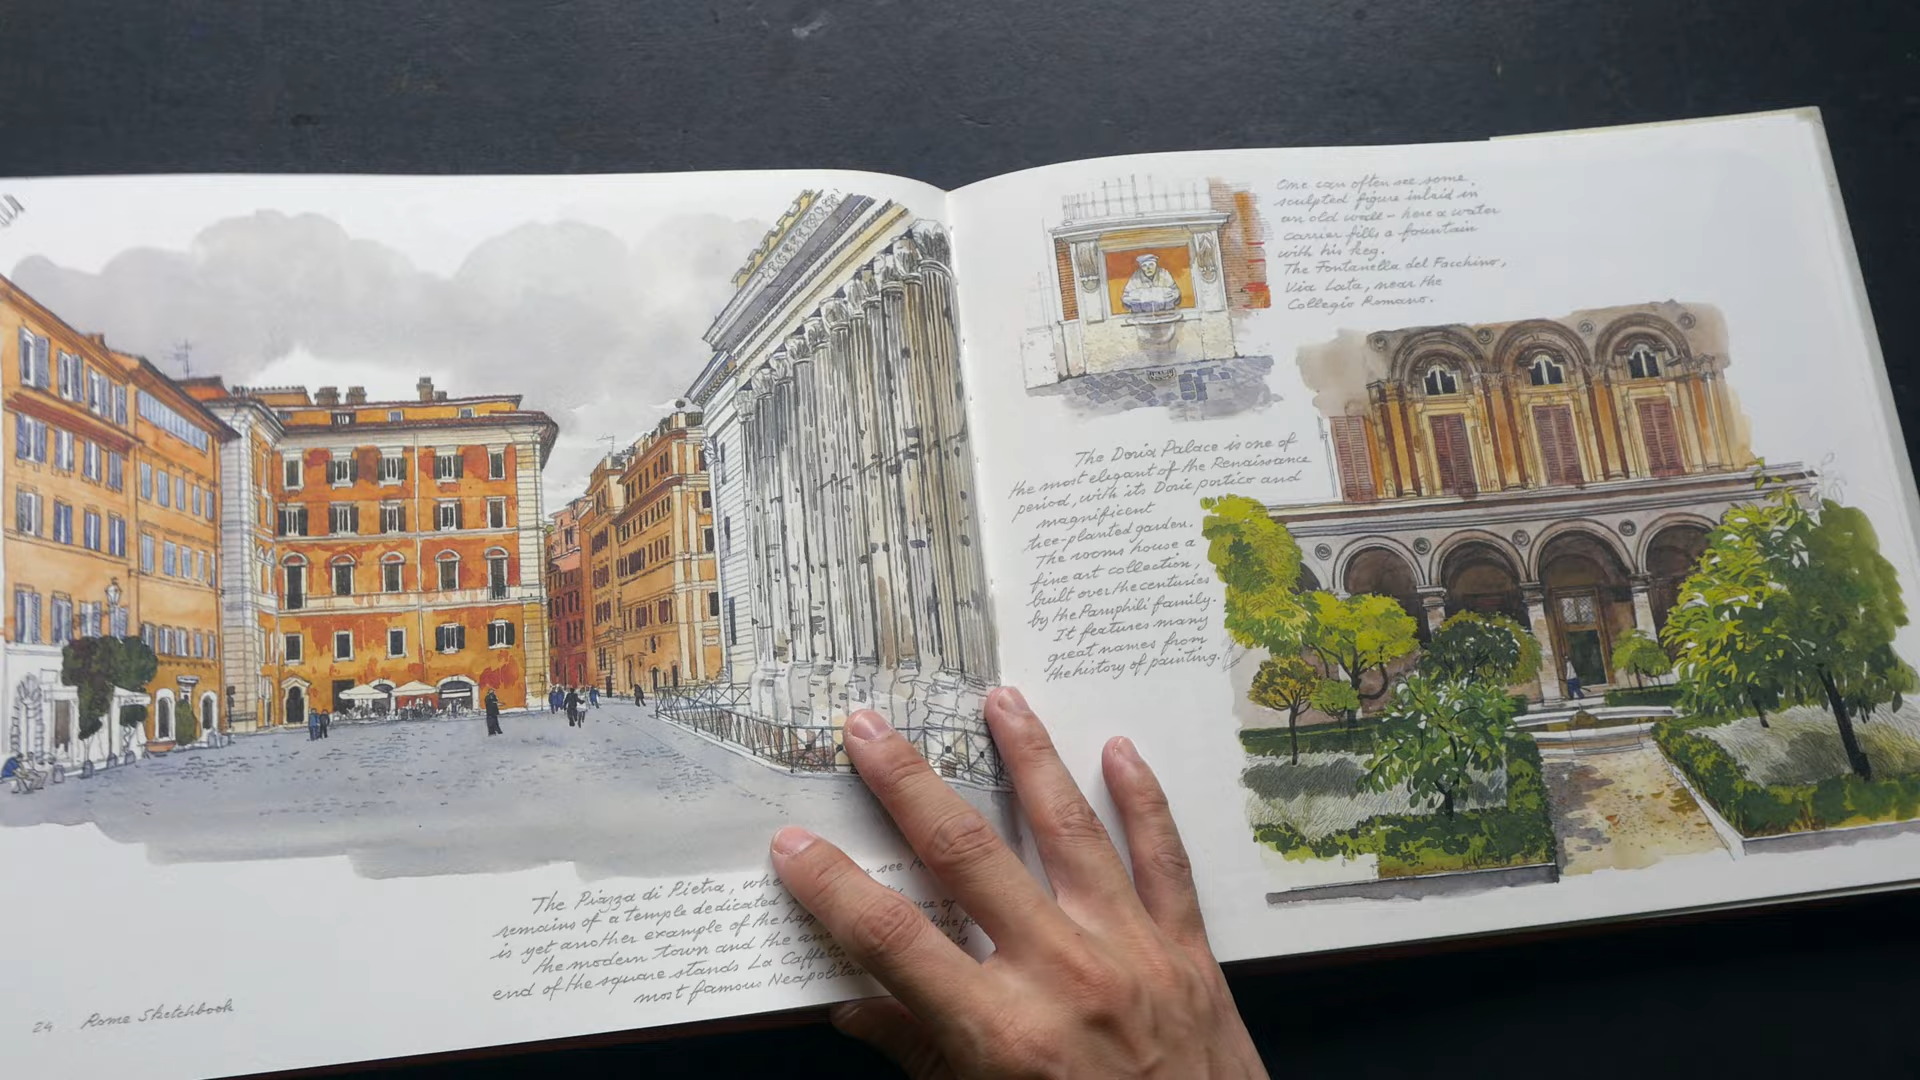 The Piazza di Pietra, see
remains of a temple dedicated
is yet another example of the
the modern town and the
end of the square stands La
most famous Neapolitan
24 Rome Sketchbook
One can often see some
sculpted figure inlaid in
an old wall – here a water
carrier fills a fountain
with his keg.
The Fontanella del Facchino,
Via Lata, near the
Collegio Romano.
The Doria Palace is one of
the most elegant of the Renaissance
period, with its Doric portico and
magnificent
tree-planted garden.
The rooms house a
fine art collection,
built over the centuries
by the Pamphili family.
It features many
great names from
the history of painting.